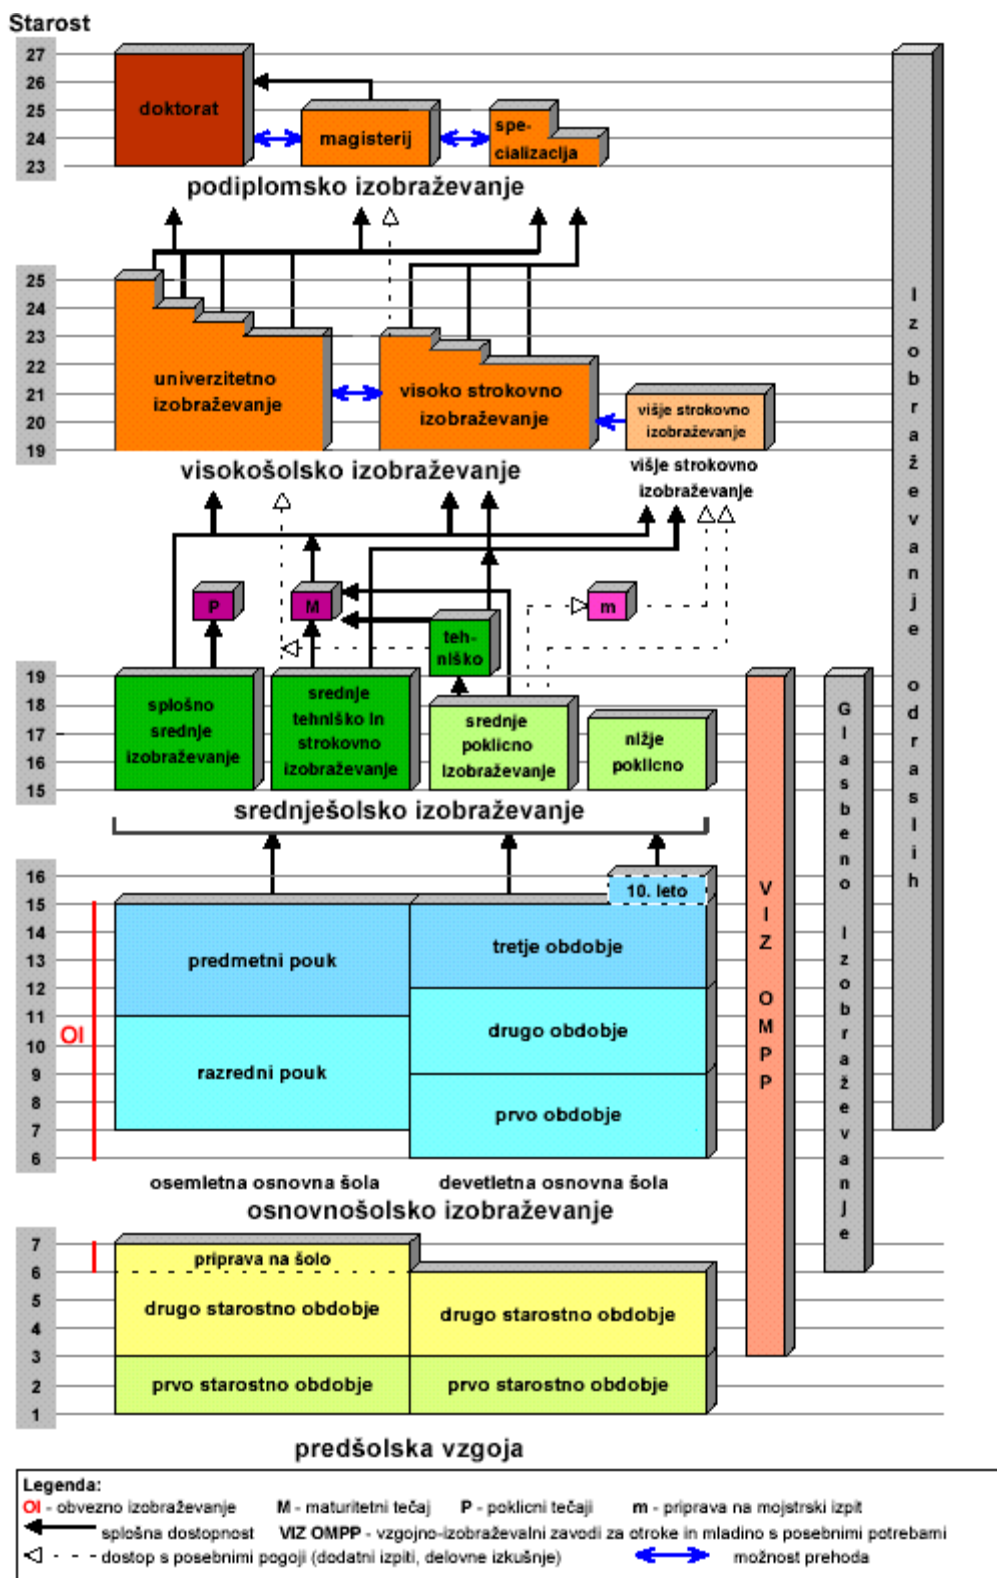 Starost
27
26
25
24
23
doktorat
magisterij
spe-
cializacija
podiplomsko izobraževanje
25
24
23
22
21
20
19
univerzitetno
izobraževanje
visoko strokovno
izobraževanje
višje strokovno
izobraževanje
visokošolsko izobraževanje
višje strokovno
izobraževanje
P
M
m
teh-
niško
19
18
17
16
15
splošno
srednje
izobraževanje
srednje
tehniško in
strokovno
izobraževanje
srednje
poklicno
izobraževanje
nižje
poklicno
srednješolsko izobraževanje
16
15
14
13
12
11
10
9
8
7
6
OI
10. leto
predmetni pouk
razredni pouk
tretje obdobje
drugo obdobje
prvo obdobje
osemletna osnovna šola
devetletna osnovna šola
osnovnošolsko izobraževanje
7
6
5
4
3
2
1
priprava na šolo
drugo starostno obdobje
drugo starostno obdobje
prvo starostno obdobje
prvo starostno obdobje
predšolska vzgoja
VIZ OMPP
Glasbeno izobraževanje
Izobraževanje odraslih
Legenda:
OI - obvezno izobraževanje M - maturitetni tečaj P - poklicni tečaji m - priprava na mojstrski izpit
splošna dostopnost VIZ OMPP - vzgojno-izobraževalni zavodi za otroke in mladino s posebnimi potrebami
dostop s posebnimi pogoji (dodatni izpiti, delovne izkušnje) možnost prehoda